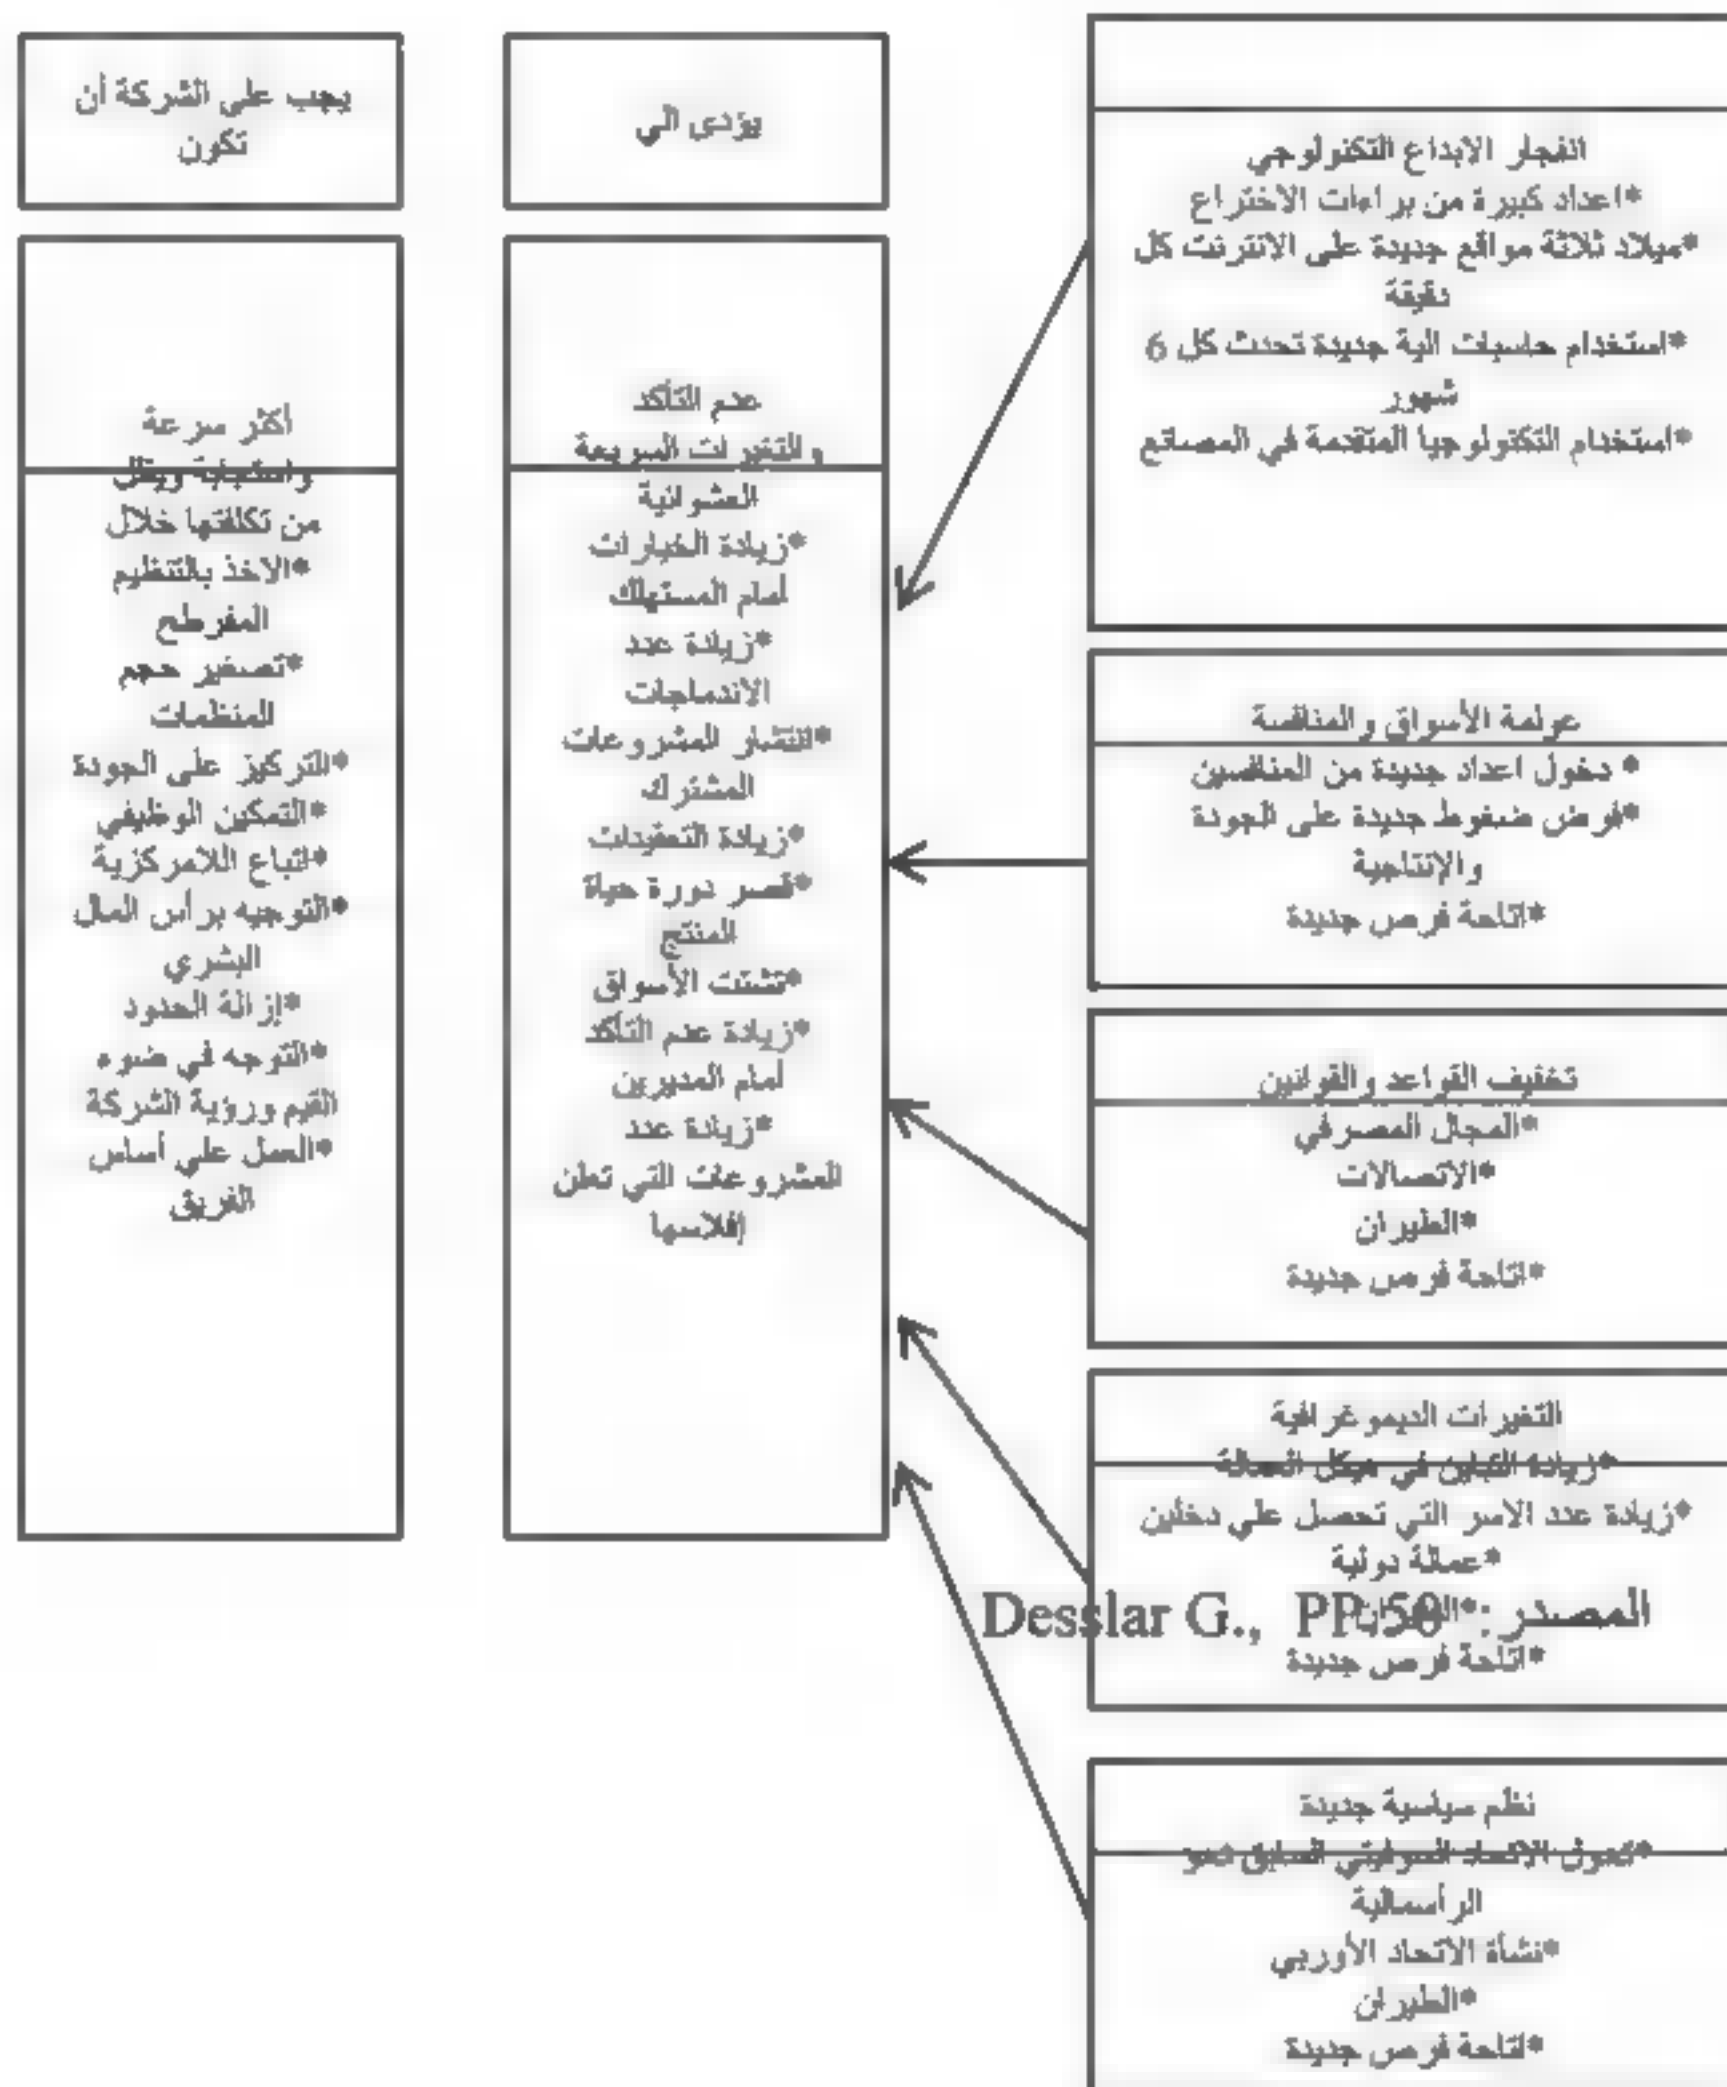 انفجار الابداع التكنولوجي
*اعداد كبيرة من براءات الاختراع
*ميلاد ثلاثة مواقع جديدة على الانترنت كل
دقيقة
*استخدام حاسبات الية جديدة تحدث كل 6
شهور
*استخدام التكنولوجيا المتقدمة في المصانع
عولمة الأسواق والمنافسة
* دخول اعداد جديدة من المنافسين
*فرض ضغوط جديدة على الجودة
والإنتاجية
*اتاحة فرص جديدة
تخفيف القواعد والقوانين
*المجال المصرفي
*الاتصالات
*الطيران
*اتاحة فرص جديدة
التغيرات الديموغرافية
*زيادة التباين في هيكل العمالة
*زيادة عدد الاسر التي تحصل علي دخلين
*عمالة دولية
*اتاحة فرص جديدة
المصدر: Desslar G., PP.50
نظم سياسية جديدة
*تحول الاتحاد السوفيتي السابق نحو
الرأسمالية
*نشأة الاتحاد الأوربي
*الطيران
*اتاحة فرص جديدة
يؤدى الي
عدم التأكد
والتغيرات السريعة
العشوائية
*زيادة الخيارات
أمام المستهلك
*زيادة عدد
الاندماجات
*انتشار المشروعات
المشترك
*زيادة التعقيدات
*قصر دورة حياة
المنتج
*تشتت الأسواق
*زيادة عدم التأكد
أمام المديرين
*زيادة عدد
المشروعات التي تعلن
إفلاسها
يجب على الشركة أن
تكون
أكثر سرعة
واستجابة ويقلل
من تكلفتها خلال
*الاخذ بالتنظيم
المفرطح
*تصغير حجم
المنظمات
*التركيز على الجودة
*التمكين الوظيفي
*اتباع اللامركزية
*التوجيه برأس المال
البشري
*إزالة الحدود
*التوجه في ضوء
القيم ورؤية الشركة
*العمل علي أساس
الفريق